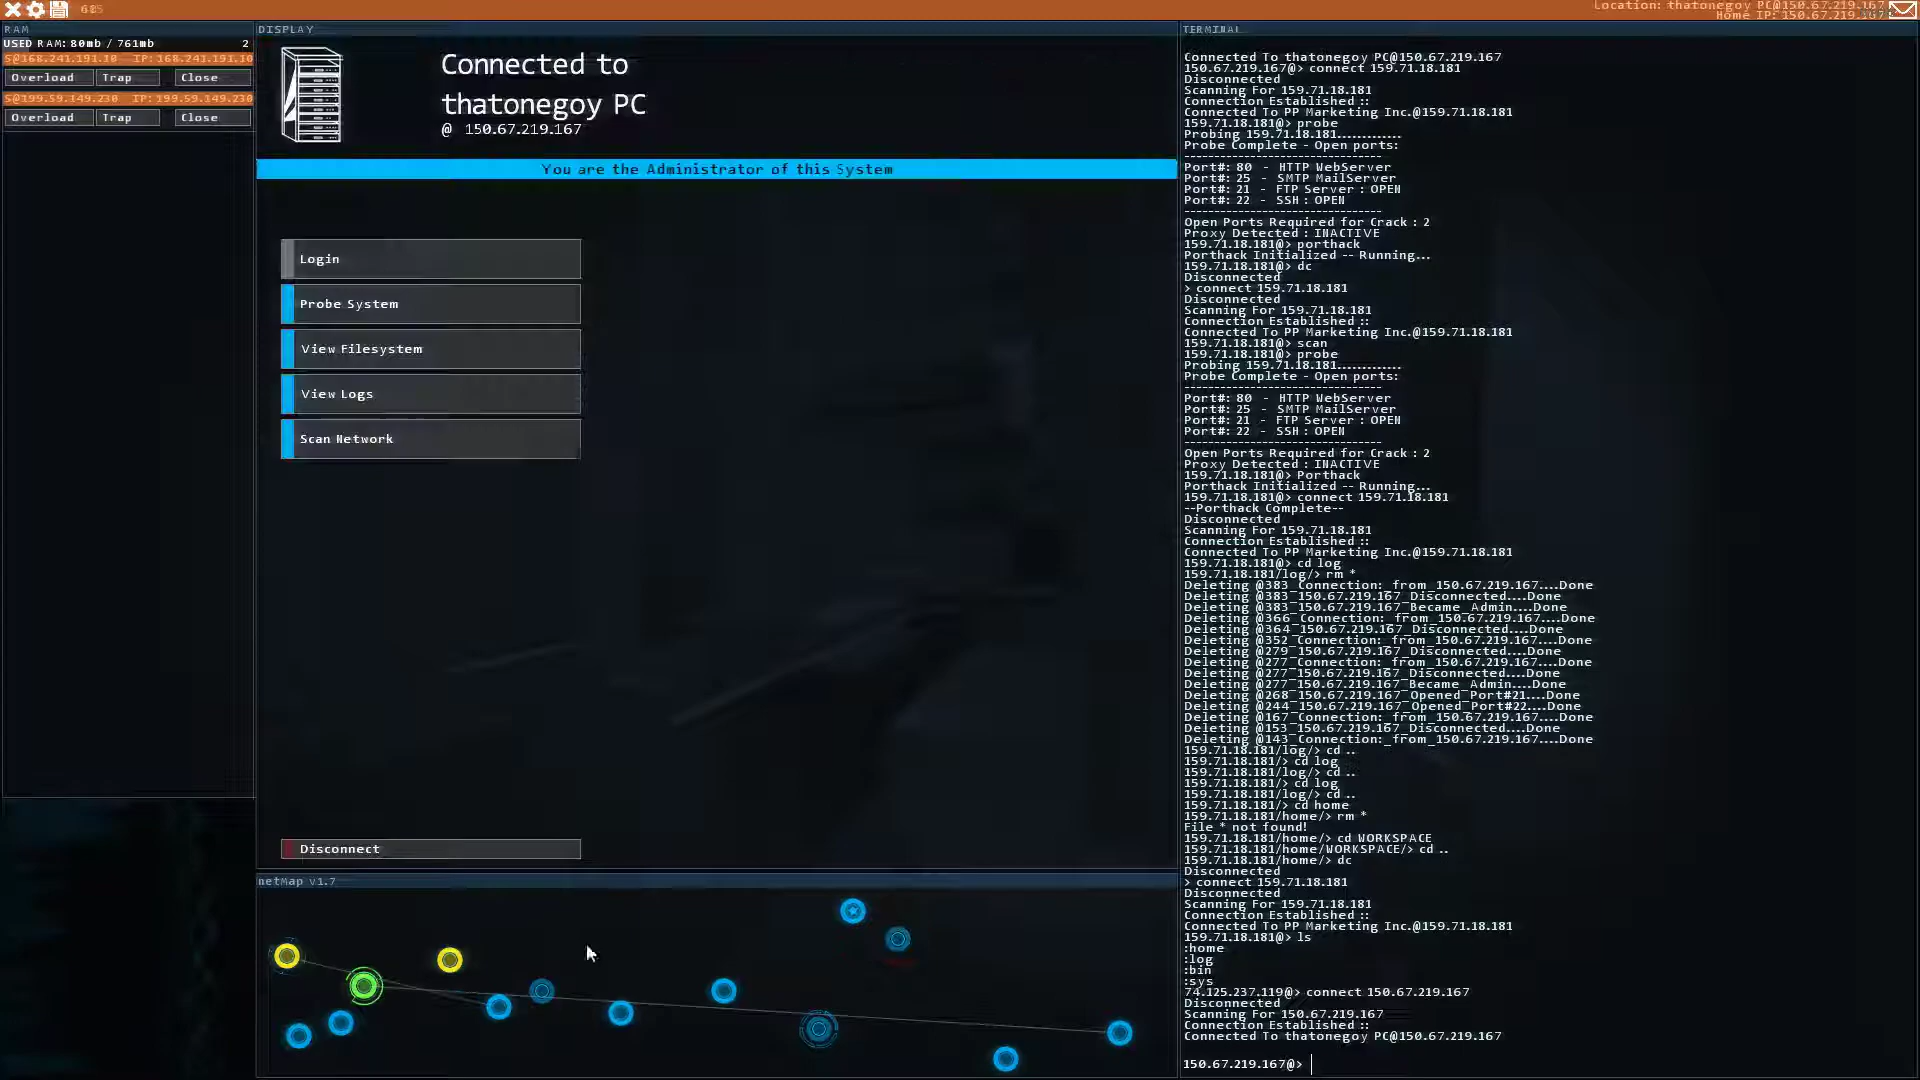 685
Location: thatonegoy PC@150.67.219.167
Home IP: 150.67.219.167
RAM
USED RAM: 80mb / 761mb 2
S@168.241.191.10 IP: 168.241.191.10
Overload Trap Close
S@199.59.149.230 IP: 199.59.149.230
Overload Trap Close
DISPLAY
Connected to
thatonegoy PC
@ 150.67.219.167
You are the Administrator of this System
Login
Probe System
View Filesystem
View Logs
Scan Network
Disconnect
netMap v1.7
TERMINAL
Connected To thatonegoy PC@150.67.219.167
150.67.219.167@> connect 159.71.18.181
Disconnected
Scanning For 159.71.18.181
Connection Established ::
Connected To PP Marketing Inc.@159.71.18.181
159.71.18.181@> probe
Probing 159.71.18.181.............
Probe Complete - Open ports:
---------------------------------
Port#: 80 - HTTP WebServer
Port#: 25 - SMTP MailServer
Port#: 21 - FTP Server : OPEN
Port#: 22 - SSH : OPEN
---------------------------------
Open Ports Required for Crack : 2
Proxy Detected : INACTIVE
159.71.18.181@> porthack
Porthack Initialized -- Running...
159.71.18.181@> dc
Disconnected
> connect 159.71.18.181
Disconnected
Scanning For 159.71.18.181
Connection Established ::
Connected To PP Marketing Inc.@159.71.18.181
159.71.18.181@> scan
159.71.18.181@> probe
Probing 159.71.18.181.............
Probe Complete - Open ports:
---------------------------------
Port#: 80 - HTTP WebServer
Port#: 25 - SMTP MailServer
Port#: 21 - FTP Server : OPEN
Port#: 22 - SSH : OPEN
---------------------------------
Open Ports Required for Crack : 2
Proxy Detected : INACTIVE
159.71.18.181@> Porthack
Porthack Initialized -- Running...
159.71.18.181@> connect 159.71.18.181
--Porthack Complete--
Disconnected
Scanning For 159.71.18.181
Connection Established ::
Connected To PP Marketing Inc.@159.71.18.181
159.71.18.181@> cd log
159.71.18.181/log/> rm *
Deleting @383_Connection:_from_150.67.219.167....Done
Deleting @383_150.67.219.167_Disconnected....Done
Deleting @383_150.67.219.167_Became_Admin....Done
Deleting @366_Connection:_from_150.67.219.167....Done
Deleting @364_150.67.219.167_Disconnected....Done
Deleting @352_Connection:_from_150.67.219.167....Done
Deleting @279_150.67.219.167_Disconnected....Done
Deleting @277_Connection:_from_150.67.219.167....Done
Deleting @277_150.67.219.167_Disconnected....Done
Deleting @277_150.67.219.167_Became_Admin....Done
Deleting @268_150.67.219.167_Opened_Port#21....Done
Deleting @244_150.67.219.167_Opened_Port#22....Done
Deleting @167_Connection:_from_150.67.219.167....Done
Deleting @153_150.67.219.167_Disconnected....Done
Deleting @143_Connection:_from_150.67.219.167....Done
159.71.18.181/log/> cd ..
159.71.18.181/> cd log
159.71.18.181/log/> cd ..
159.71.18.181/> cd log
159.71.18.181/log/> cd ..
159.71.18.181/> cd home
159.71.18.181/home/> rm *
File * not found!
159.71.18.181/home/> cd WORKSPACE
159.71.18.181/home/WORKSPACE/> cd ..
159.71.18.181/home/> dc
Disconnected
> connect 159.71.18.181
Disconnected
Scanning For 159.71.18.181
Connection Established ::
Connected To PP Marketing Inc.@159.71.18.181
159.71.18.181@> ls
:home
:log
:bin
:sys
74.125.237.119@> connect 150.67.219.167
Disconnected
Scanning For 150.67.219.167
Connection Established ::
Connected To thatonegoy PC@150.67.219.167
150.67.219.167@>